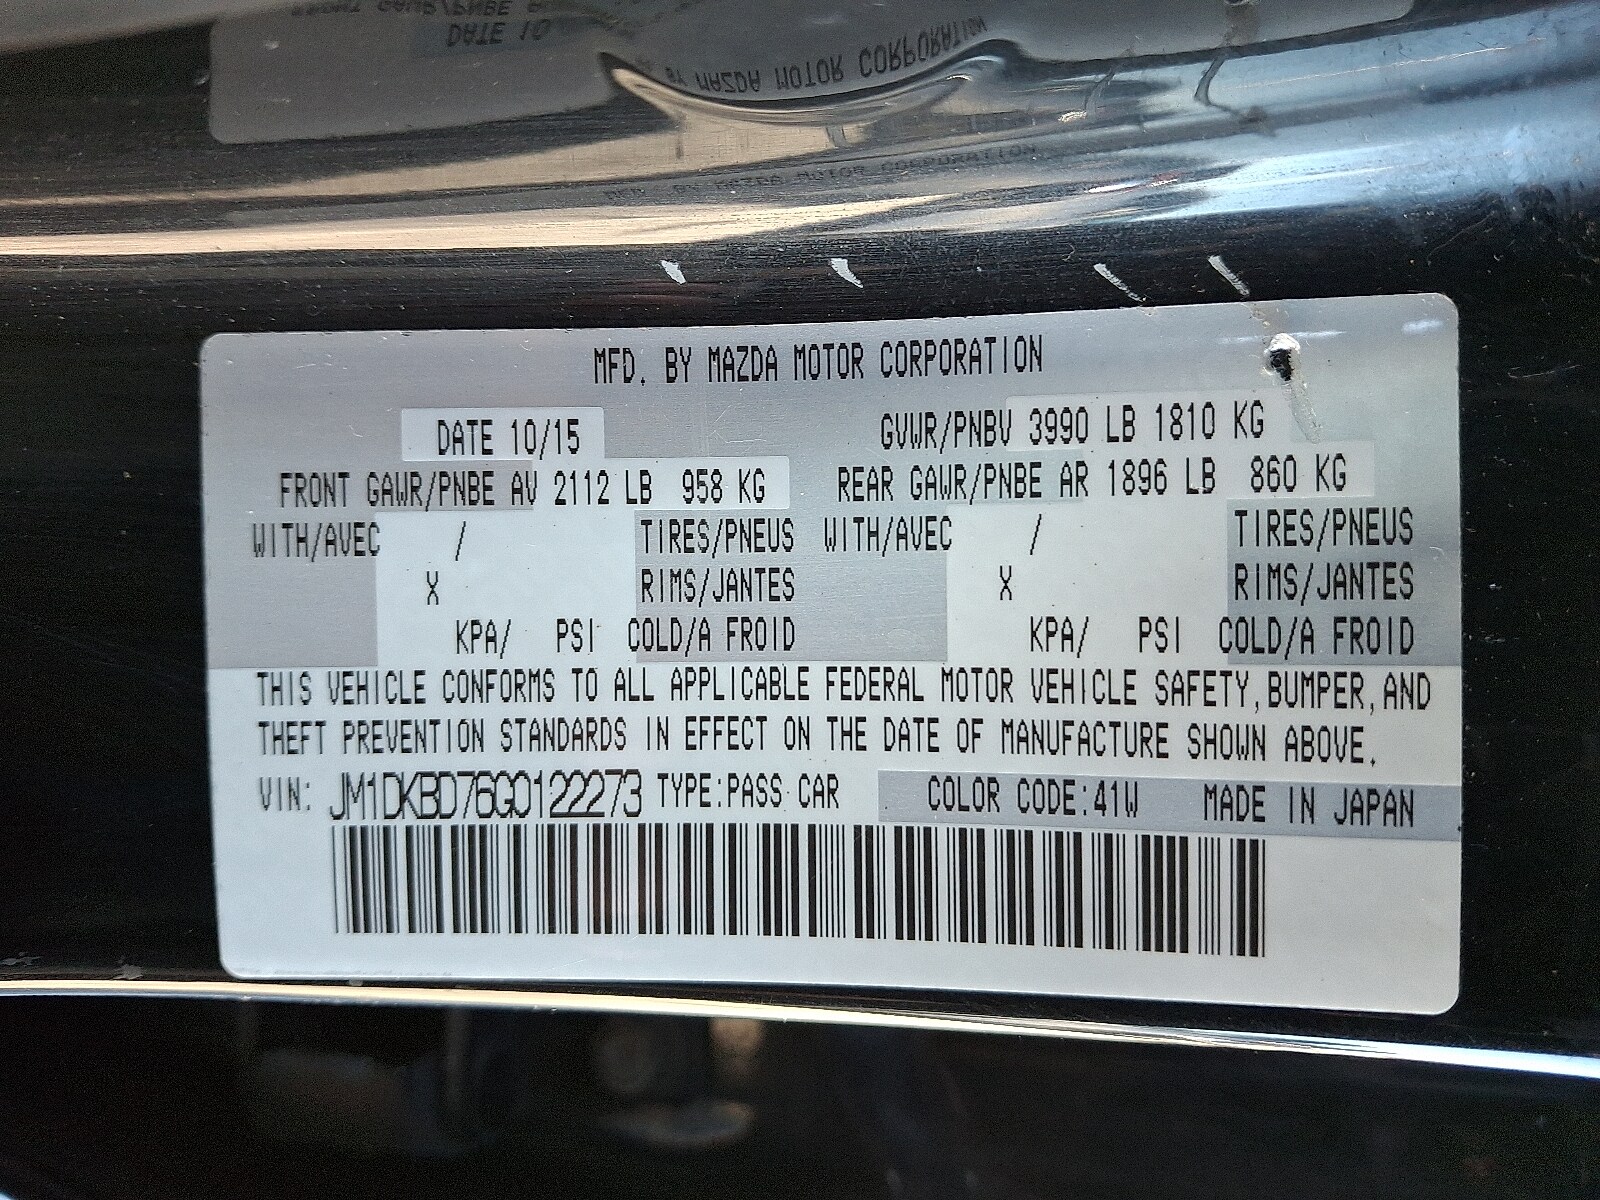 MFD. BY MAZDA MOTOR CORPORATION
DATE 10/15 GVWR/PNBV 3990 LB 1810 KG
FRONT GAWR/PNBE AV 2112 LB 958 KG REAR GAWR/PNBE AR 1896 LB 860 KG
WITH/AVEC / TIRES/PNEUS WITH/AVEC / TIRES/PNEUS
X RIMS/JANTES X RIMS/JANTES
KPA/ PSI COLD/A FROID KPA/ PSI COLD/A FROID
THIS VEHICLE CONFORMS TO ALL APPLICABLE FEDERAL MOTOR VEHICLE SAFETY, BUMPER, AND
THEFT PREVENTION STANDARDS IN EFFECT ON THE DATE OF MANUFACTURE SHOWN ABOVE.
VIN: JM1DKBD76G0122273 TYPE:PASS CAR COLOR CODE:41W MADE IN JAPAN